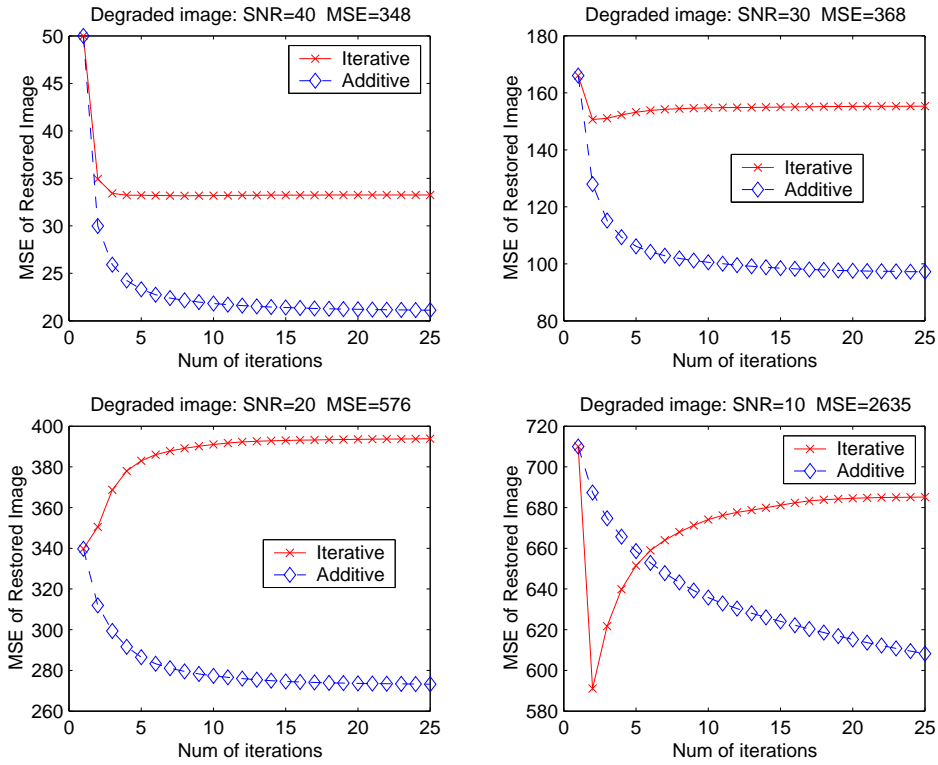 Degraded image: SNR=40 MSE=348
50
45
40
35
30
25
20
0
5
10
15
20
25
MSE of Restored Image
Num of iterations
Iterative
Additive
Degraded image: SNR=30 MSE=368
180
160
140
120
100
80
0
5
10
15
20
25
MSE of Restored Image
Num of iterations
Iterative
Additive
Degraded image: SNR=20 MSE=576
400
380
360
340
320
300
280
260
0
5
10
15
20
25
MSE of Restored Image
Num of iterations
Iterative
Additive
Degraded image: SNR=10 MSE=2635
720
700
680
660
640
620
600
580
0
5
10
15
20
25
MSE of Restored Image
Num of iterations
Iterative
Additive